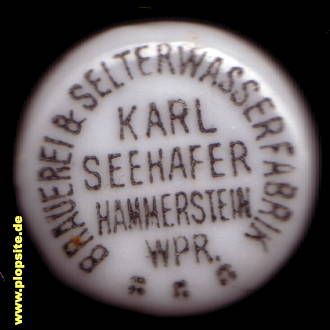 BRAUEREI & SELTERWASSERFABRIK
KARL
SEEHAFER
HAMMERSTEIN
WPR.
www.plopsite.de